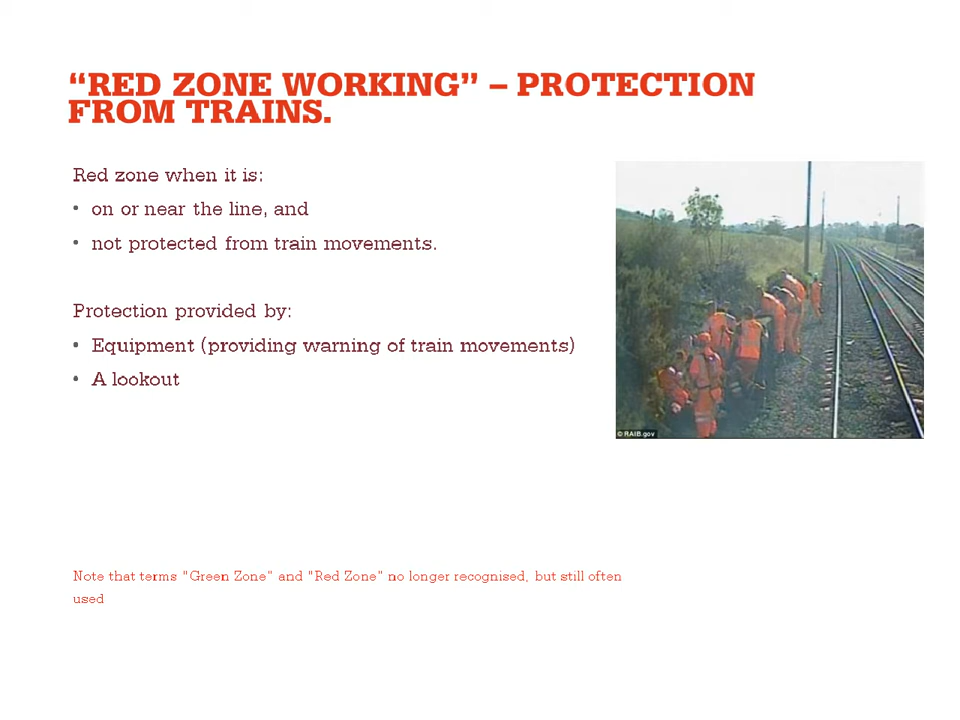 “RED ZONE WORKING” – PROTECTION
FROM TRAINS.
Red zone when it is:
• on or near the line, and
• not protected from train movements.
Protection provided by:
• Equipment (providing warning of train movements)
• A lookout
© RAIB.gov
Note that terms "Green Zone" and "Red Zone" no longer recognised, but still often
used